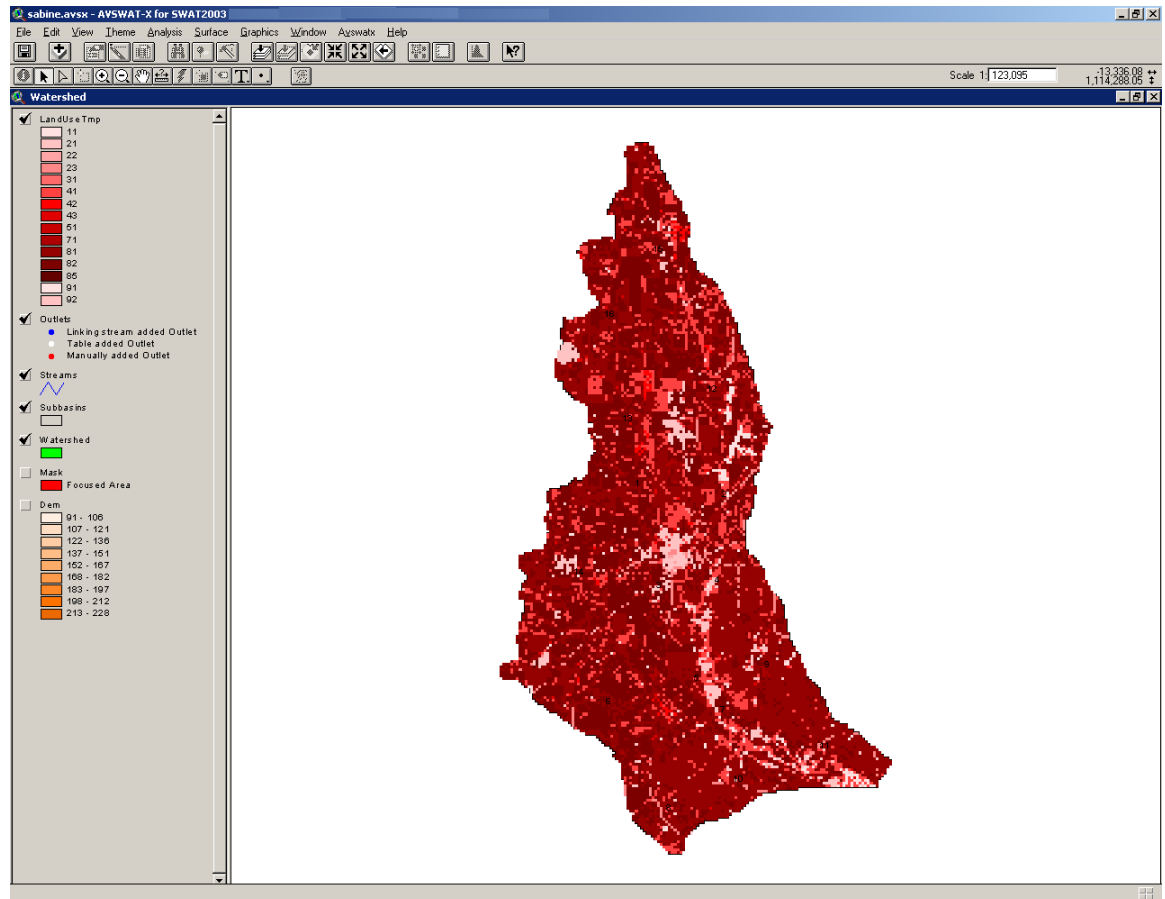 sabine.avsx - AVSWAT-X for SWAT2003
File Edit View Theme Analysis Surface Graphics Window Avswatx Help
T
Scale 1: 123,095
-13,336.08
1,114,288.05
Watershed
LandUseTmp
11
21
22
23
31
41
42
43
51
71
81
82
85
91
92
Outlets
Linking stream added Outlet
Table added Outlet
Manually added Outlet
Streams
Subbasins
Watershed
Mask
Focused Area
Dem
91 - 106
107 - 121
122 - 136
137 - 151
152 - 167
168 - 182
183 - 197
198 - 212
213 - 228